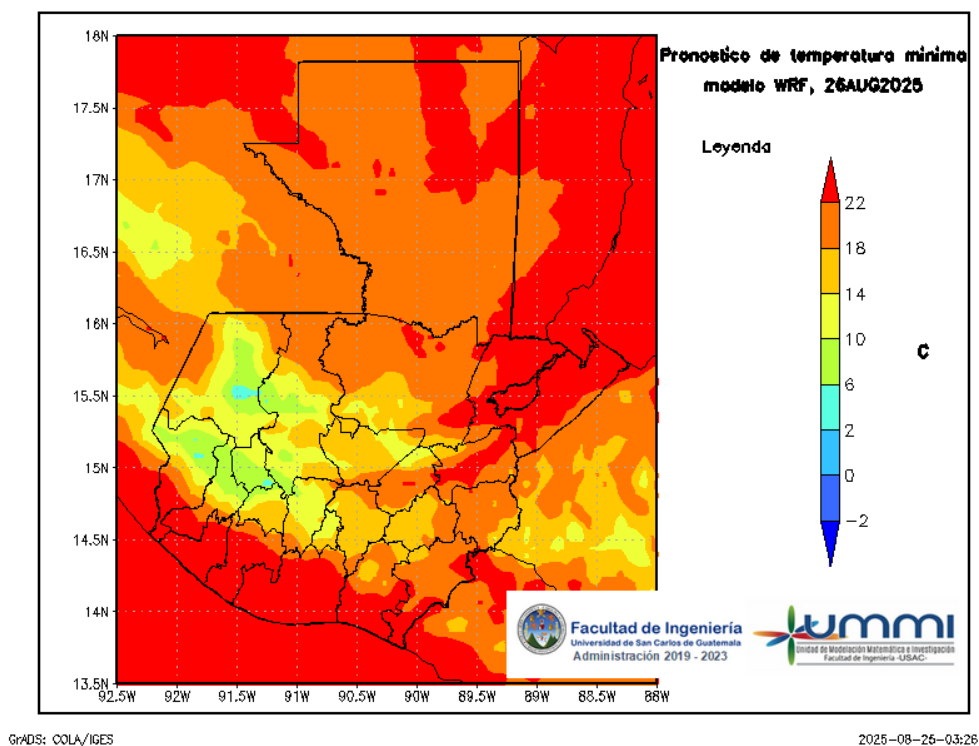 Pronostico de temperatura minima
modelo WRF, 26AUG2025
Leyenda
22
18
14
10
6
2
0
−2
C
18N
17.5N
17N
16.5N
16N
15.5N
15N
14.5N
14N
13.5N
92.5W
92W
91.5W
91W
90.5W
90W
89.5W
89W
88.5W
88W
Facultad de Ingeniería
Universidad de San Carlos de Guatemala
Administración 2019 - 2023
ummi
Unidad de Modelación Matemática e Investigación
Facultad de Ingeniería -USAC-
GrADS: COLA/IGES
2025-08-25-03:26